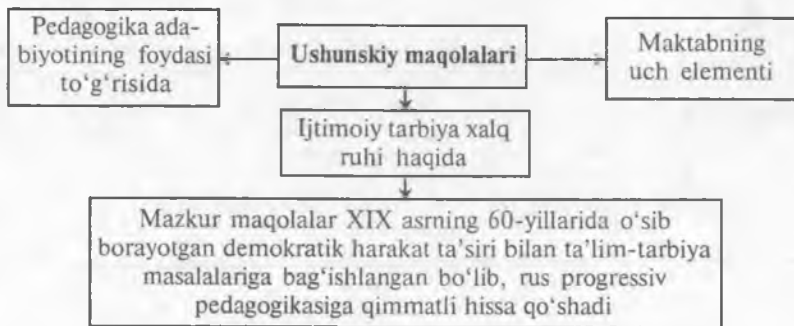 Pedagogika ada-
biyotining foydasi
to‘g‘risida
Ushunskiy maqolalari
Maktabning
uch elementi
Ijtimoiy tarbiya xalq
ruhi haqida
Mazkur maqolalar XIX asrning 60-yillarida o‘sib
borayotgan demokratik harakat ta’siri bilan ta’lim-tarbiya
masalalariga bag‘ishlangan bo‘lib, rus progressiv
pedagogikasiga qimmatli hissa qo‘shadi